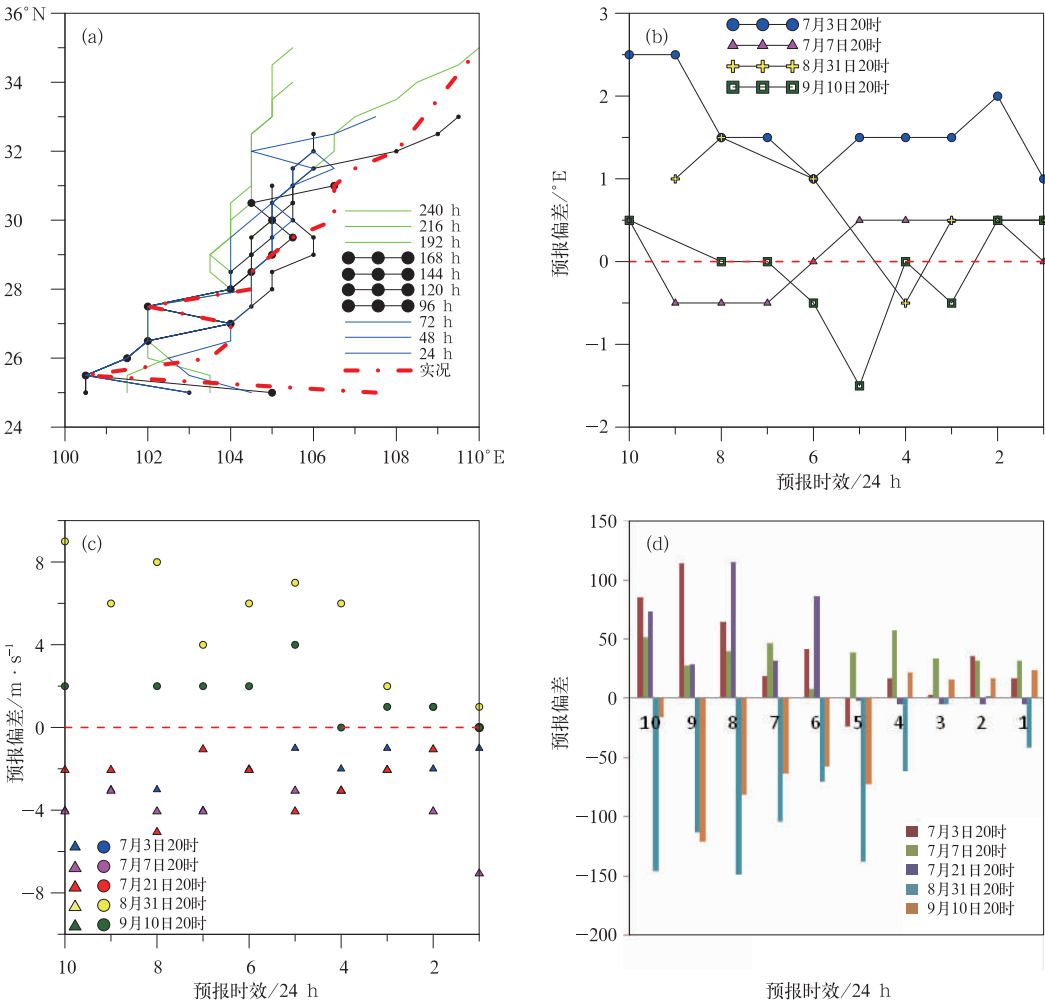 (a)
36°N
34
32
30
28
26
24
100
102
104
106
108
110°E
240 h
216 h
192 h
168 h
144 h
120 h
96 h
72 h
48 h
24 h
实况
(b)
7月3日20时
7月7日20时
8月31日20时
9月10日20时
3
2
1
0
−1
−2
预报偏差/°E
10
8
6
4
2
预报时效/24 h
(c)
8
4
0
−4
−8
预报偏差/m·s⁻¹
7月3日20时
7月7日20时
7月21日20时
8月31日20时
9月10日20时
10
8
6
4
2
预报时效/24 h
(d)
150
100
50
0
−50
−100
−150
−200
预报偏差
10
9
8
7
6
5
4
3
2
1
7月3日20时
7月7日20时
7月21日20时
8月31日20时
9月10日20时
预报时效/24 h